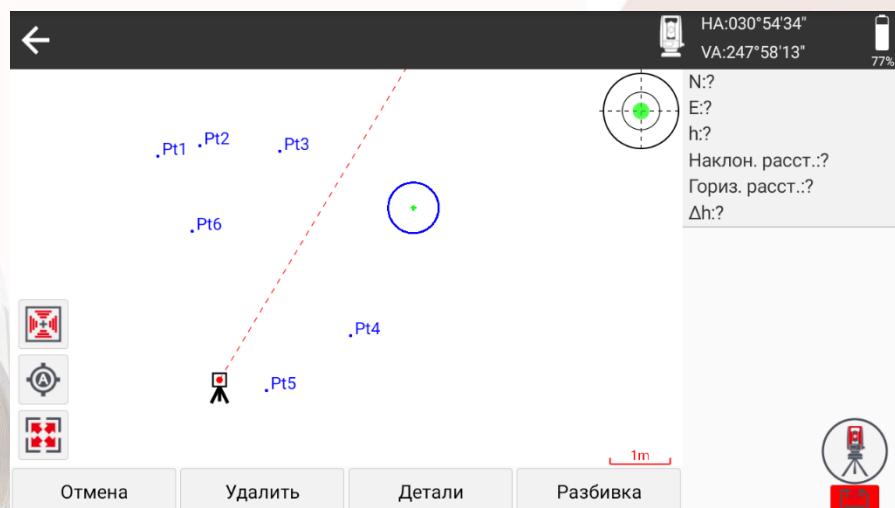 HA:030°54'34"
VA:247°58'13"
77%
N:?
E:?
h:?
Наклон. расст.:?
Гориз. расст.:?
Δh:?
Pt1
Pt2
Pt3
Pt6
Pt4
Pt5
A
1m
Отмена
Удалить
Детали
Разбивка